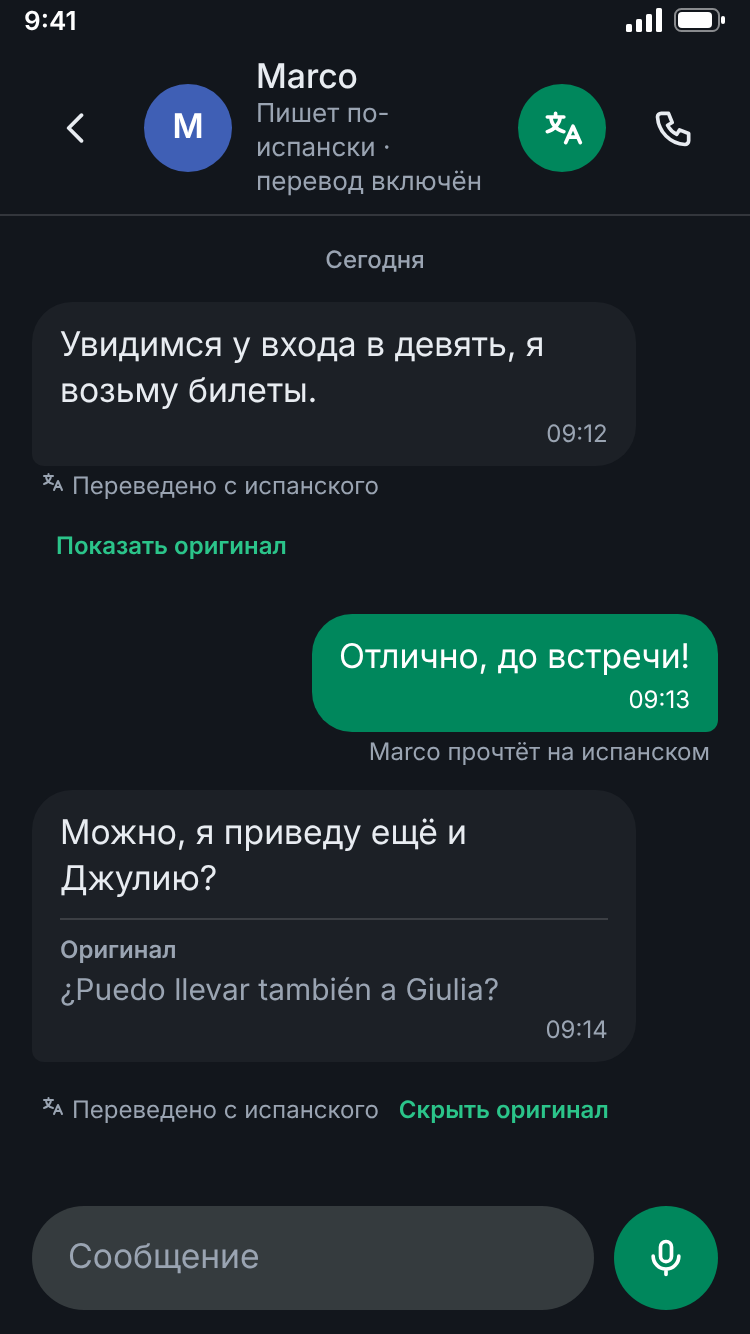 9:41
Marco
M
Пишет по-
испански ·
перевод включён
Сегодня
Увидимся у входа в девять, я
возьму билеты.
09:12
Переведено с испанского
Показать оригинал
Отлично, до встречи!
09:13
Marco прочтёт на испанском
Можно, я приведу ещё и
Джулию?
Оригинал
¿Puedo llevar también a Giulia?
09:14
Переведено с испанского Скрыть оригинал
Сообщение